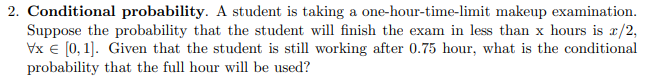 2. Conditional probability. A student is taking a one-hour-time-limit makeup examination.
Suppose the probability that the student will finish the exam in less than x hours is x/2,
∀x ∈ [0, 1]. Given that the student is still working after 0.75 hour, what is the conditional
probability that the full hour will be used?